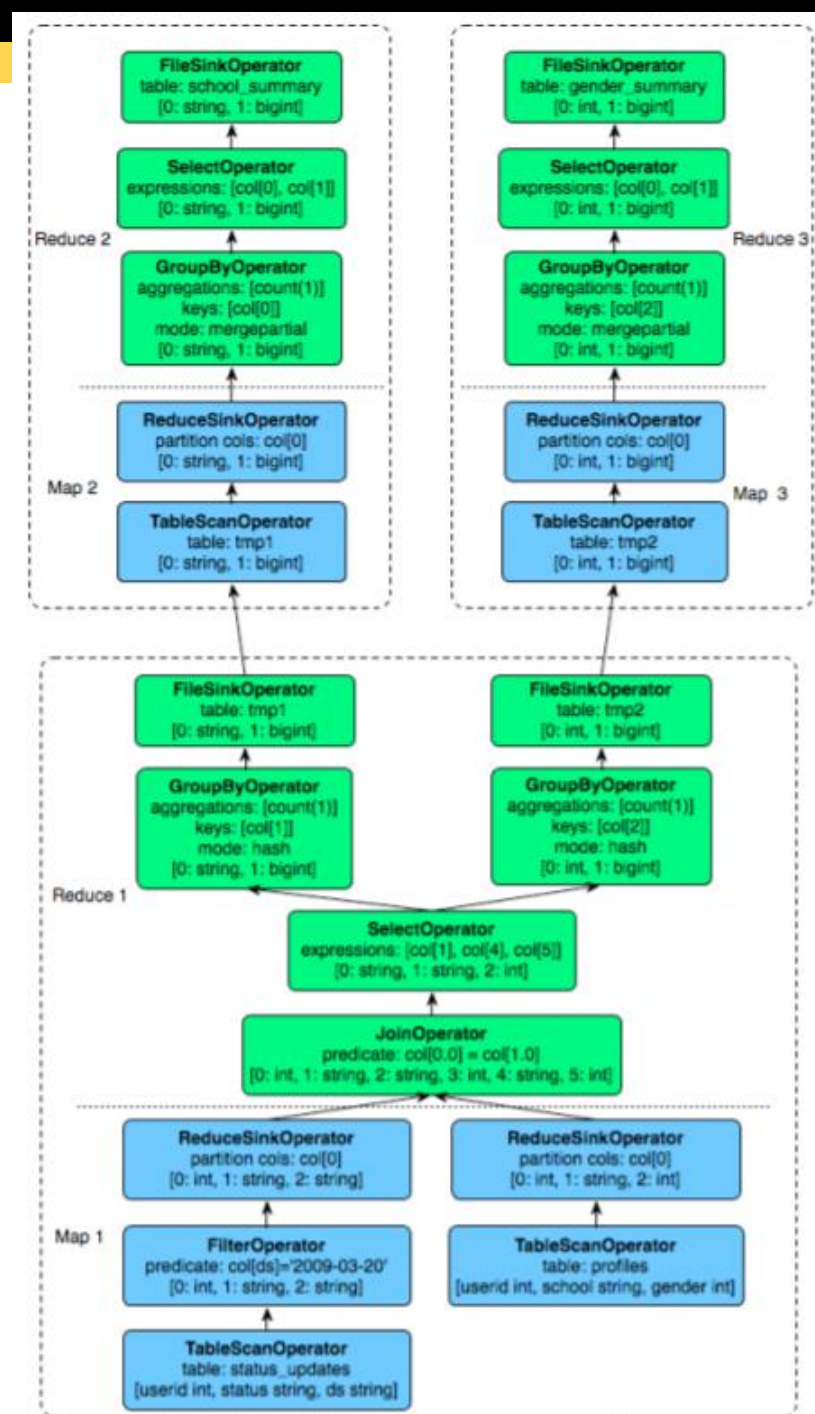 FileSinkOperator
table: school_summary
[0: string, 1: bigint]
SelectOperator
expressions: [col[0], col[1]]
[0: string, 1: bigint]
Reduce 2
GroupByOperator
aggregations: [count(1)]
keys: [col[0]]
mode: mergepartial
[0: string, 1: bigint]
ReduceSinkOperator
partition cols: col[0]
[0: string, 1: bigint]
Map 2
TableScanOperator
table: tmp1
[0: string, 1: bigint]
FileSinkOperator
table: gender_summary
[0: int, 1: bigint]
SelectOperator
expressions: [col[0], col[1]]
[0: int, 1: bigint]
Reduce 3
GroupByOperator
aggregations: [count(1)]
keys: [col[2]]
mode: mergepartial
[0: int, 1: bigint]
ReduceSinkOperator
partition cols: col[0]
[0: int, 1: bigint]
Map 3
TableScanOperator
table: tmp2
[0: int, 1: bigint]
FileSinkOperator
table: tmp1
[0: string, 1: bigint]
FileSinkOperator
table: tmp2
[0: int, 1: bigint]
GroupByOperator
aggregations: [count(1)]
keys: [col[1]]
mode: hash
[0: string, 1: bigint]
GroupByOperator
aggregations: [count(1)]
keys: [col[2]]
mode: hash
[0: int, 1: bigint]
Reduce 1
SelectOperator
expressions: [col[1], col[4], col[5]]
[0: string, 1: string, 2: int]
JoinOperator
predicate: col[0.0] = col[1.0]
[0: int, 1: string, 2: string, 3: int, 4: string, 5: int]
ReduceSinkOperator
partition cols: col[0]
[0: int, 1: string, 2: string]
ReduceSinkOperator
partition cols: col[0]
[0: int, 1: string, 2: int]
Map 1
FilterOperator
predicate: col[ds]='2009-03-20'
[0: int, 1: string, 2: string]
TableScanOperator
table: profiles
[userid int, school string, gender int]
TableScanOperator
table: status_updates
[userid int, status string, ds string]